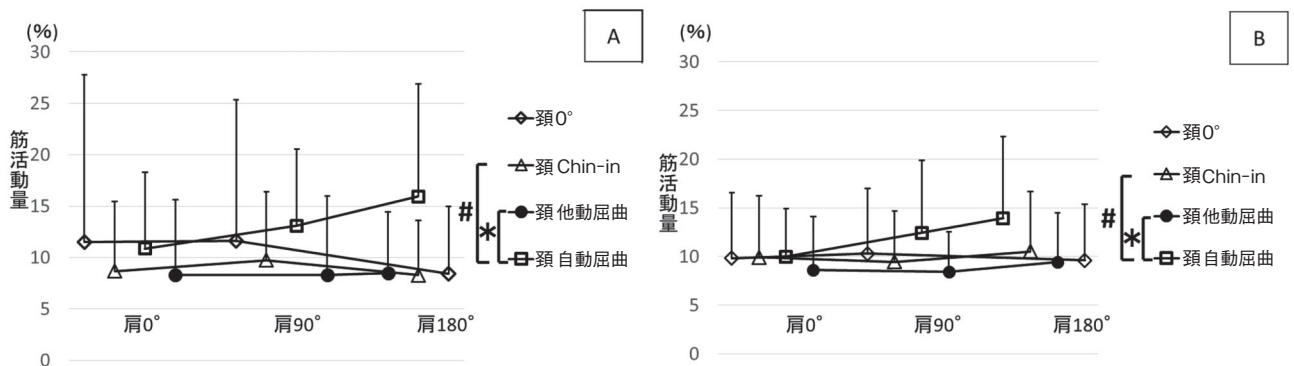 (%)
A
30
25
20
15
10
5
0
筋活動量
肩0°
肩90°
肩180°
頚0°
頚 Chin-in
頚 他動屈曲
頚 自動屈曲
#
*
(%)
B
30
25
20
15
10
5
0
筋活動量
肩0°
肩90°
肩180°
頚0°
頚Chin-in
頚他動屈曲
頚自動屈曲
#
*